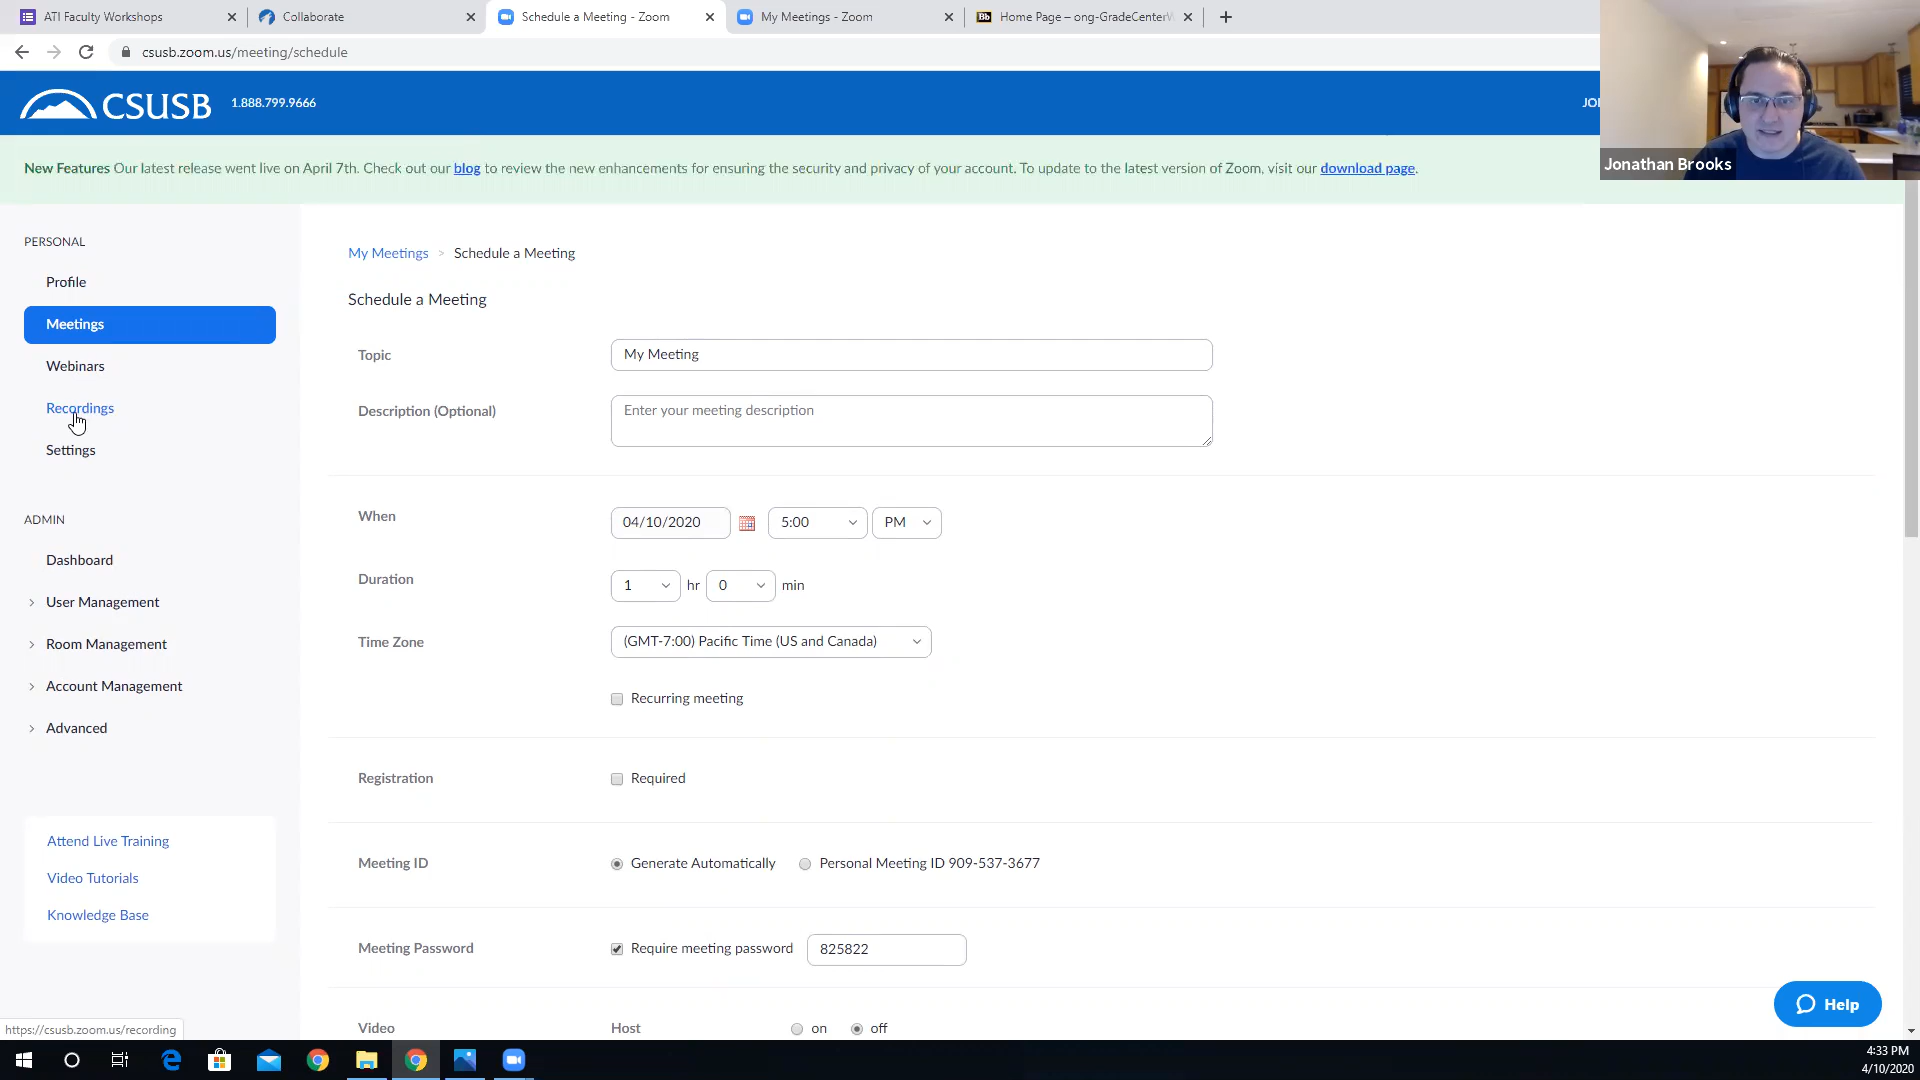 ATI Faculty Workshops
Collaborate
Schedule a Meeting - Zoom
My Meetings - Zoom
Home Page – ong-GradeCenterW
csusb.zoom.us/meeting/schedule
CSUSB
1.888.799.9666
JO
Jonathan Brooks
New Features Our latest release went live on April 7th. Check out our blog to review the new enhancements for ensuring the security and privacy of your account. To update to the latest version of Zoom, visit our download page.
PERSONAL
Profile
Meetings
Webinars
Recordings
Settings
ADMIN
Dashboard
User Management
Room Management
Account Management
Advanced
Attend Live Training
Video Tutorials
Knowledge Base
My Meetings > Schedule a Meeting
Schedule a Meeting
Topic
My Meeting
Description (Optional)
Enter your meeting description
When
04/10/2020 5:00 PM
Duration
1 hr 0 min
Time Zone
(GMT-7:00) Pacific Time (US and Canada)
Recurring meeting
Registration
Required
Meeting ID
Generate Automatically Personal Meeting ID 909-537-3677
Meeting Password
Require meeting password 825822
Video Host on off
Help
https://csusb.zoom.us/recording
4:33 PM
4/10/2020